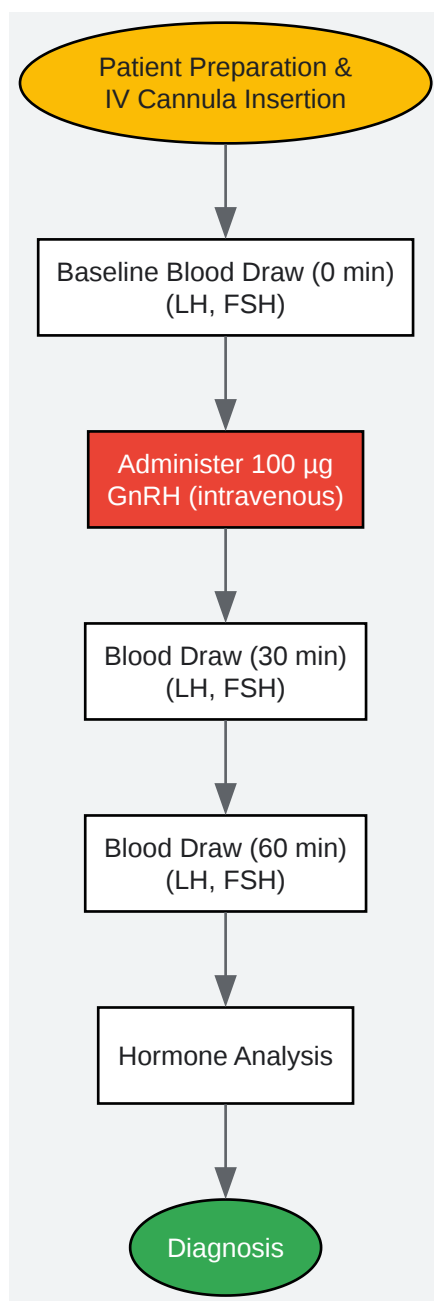 Patient Preparation &
IV Cannula Insertion
Baseline Blood Draw (0 min)
(LH, FSH)
Administer 100 µg
GnRH (intravenous)
Blood Draw (30 min)
(LH, FSH)
Blood Draw (60 min)
(LH, FSH)
Hormone Analysis
Diagnosis